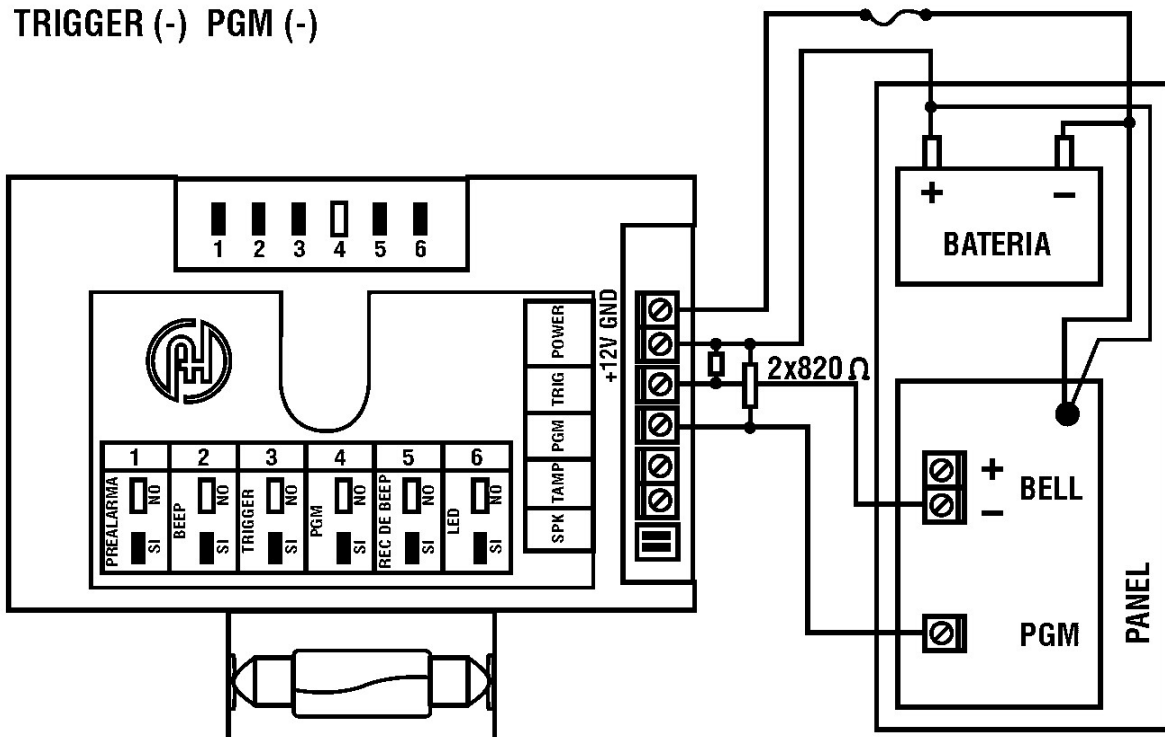 TRIGGER (-) PGM (-)
+
−
BATERIA
1 2 3 4 5 6
+12V GND
POWER
TRIG
PGM
TAMP
SPK
2x820 Ω
1 2 3 4 5 6
PREALARMA NO SI
BEEP NO SI
TRIGGER NO SI
PGM NO SI
REC DE BEEP NO SI
LED NO SI
+
−
BELL
PGM
PANEL